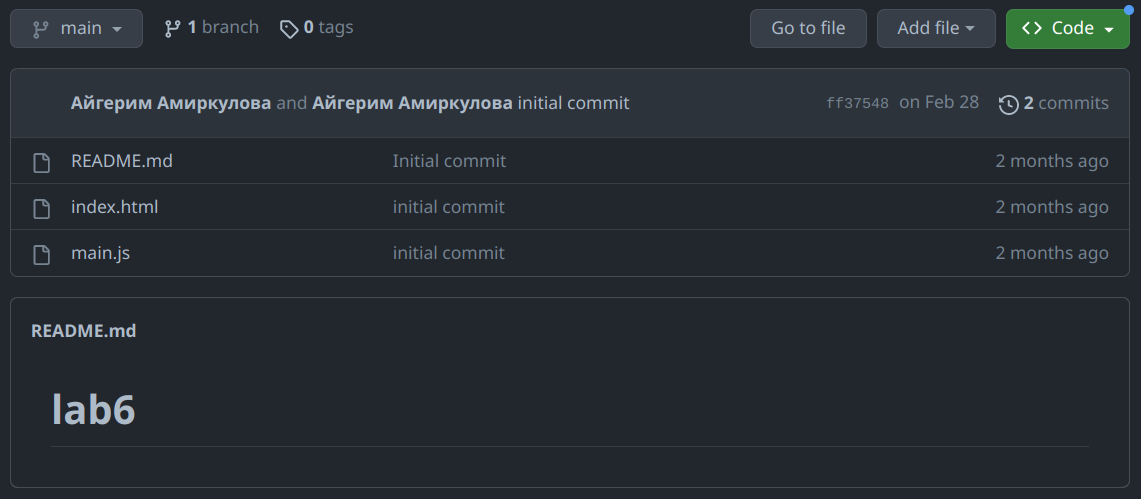 main 1 branch 0 tags Go to file Add file Code
Айгерим Амиркулова and Айгерим Амиркулова initial commit ff37548 on Feb 28 2 commits
README.md Initial commit 2 months ago
index.html initial commit 2 months ago
main.js initial commit 2 months ago
README.md
lab6